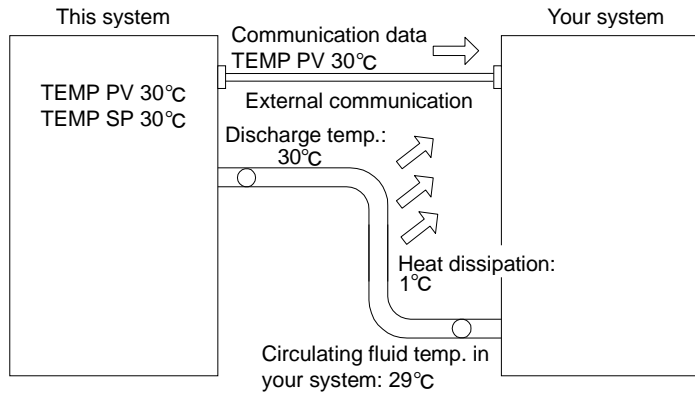 This system
Your system
Communication data
TEMP PV 30℃
TEMP PV 30℃
TEMP SP 30℃
External communication
Discharge temp.:
30℃
Heat dissipation:
1℃
Circulating fluid temp. in
your system: 29℃